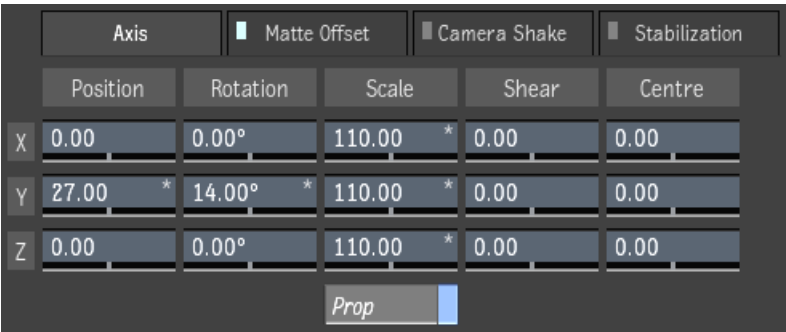 Axis Matte Offset Camera Shake Stabilization
Position Rotation Scale Shear Centre
X 0.00 0.00° 110.00 * 0.00 0.00
Y 27.00 * 14.00° * 110.00 * 0.00 0.00
Z 0.00 0.00° 110.00 * 0.00 0.00
Prop